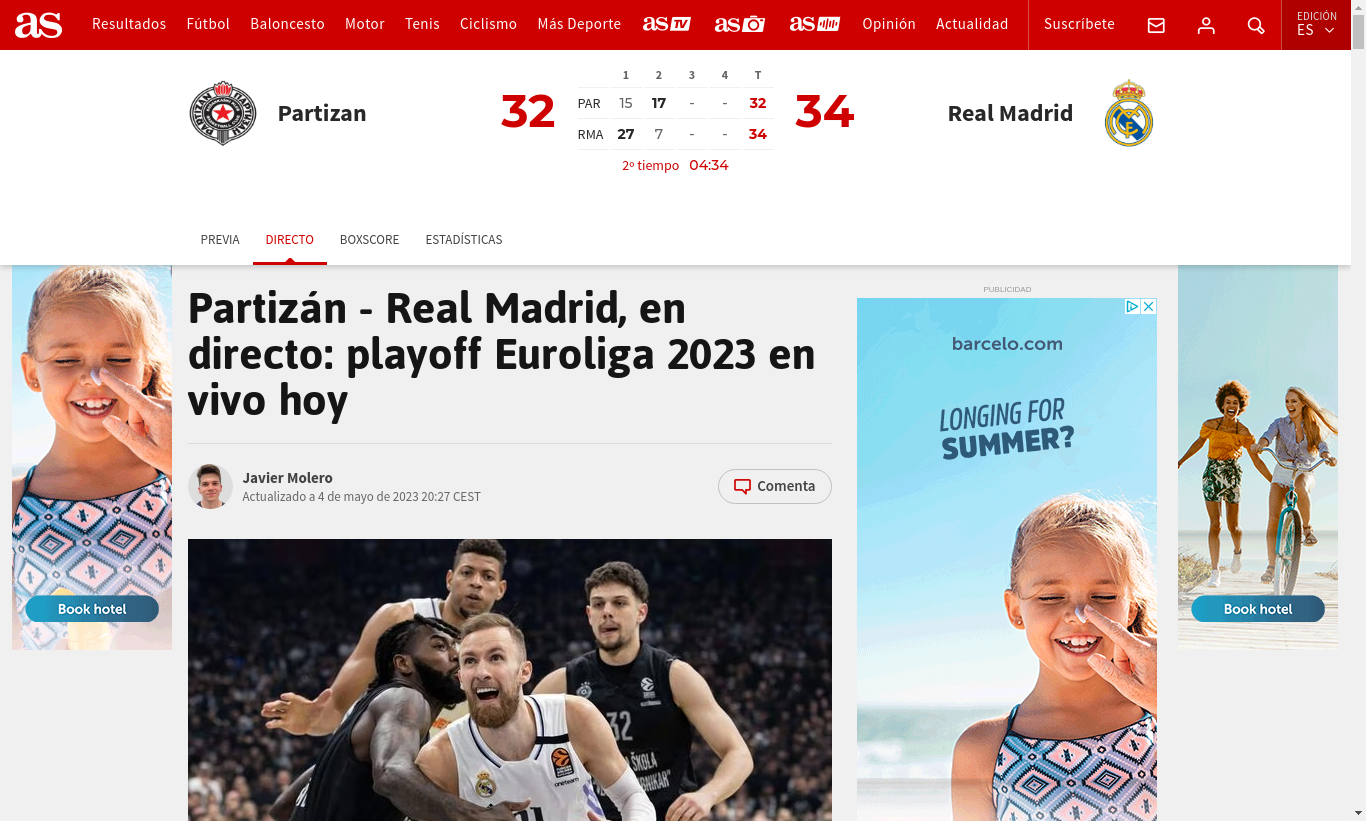 as Resultados Fútbol Baloncesto Motor Tenis Ciclismo Más Deporte as TV as as Opinión Actualidad Suscríbete EDICIÓN ES
1 2 3 4 T
Partizan 32 PAR 15 17 - - 32 34 Real Madrid
RMA 27 7 - - 34
2º tiempo 04:34
PREVIA DIRECTO BOXSCORE ESTADÍSTICAS
Partizán - Real Madrid, en
directo: playoff Euroliga 2023 en
vivo hoy
Javier Molero
Actualizado a 4 de mayo de 2023 20:27 CEST
Comenta
PUBLICIDAD
barcelo.com
LONGING FOR
SUMMER?
Book hotel
Book hotel
32
ŠKOLA